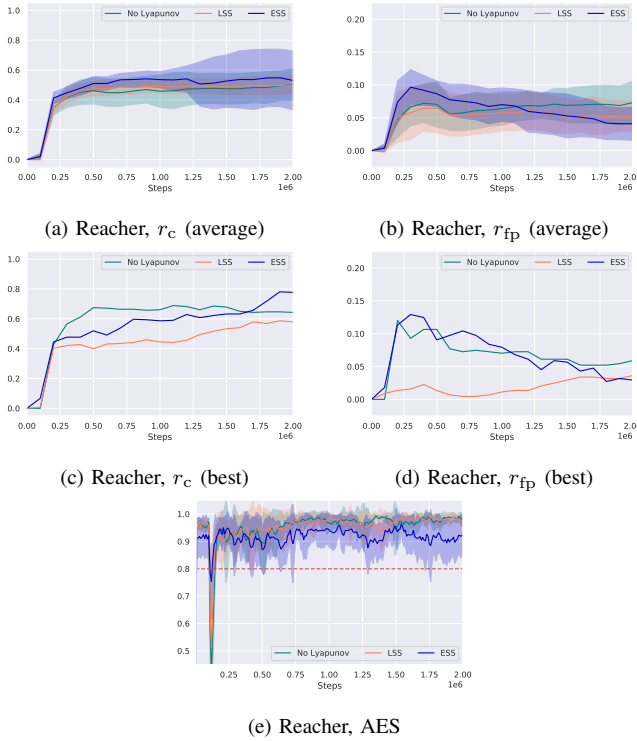 No Lyapunov LSS ESS
1.0
0.8
0.6
0.4
0.2
0.0
0.25 0.50 0.75 1.00 1.25 1.50 1.75 2.00
Steps 1e6
(a) Reacher, r_c (average)
No Lyapunov LSS ESS
0.20
0.15
0.10
0.05
0.00
0.00 0.25 0.50 0.75 1.00 1.25 1.50 1.75 2.00
Steps 1e6
(b) Reacher, r_fp (average)
No Lyapunov LSS ESS
1.0
0.8
0.6
0.4
0.2
0.0
0.00 0.25 0.50 0.75 1.00 1.25 1.50 1.75 2.00
Steps 1e6
(c) Reacher, r_c (best)
No Lyapunov LSS ESS
0.20
0.15
0.10
0.05
0.00
0.00 0.25 0.50 0.75 1.00 1.25 1.50 1.75 2.00
Steps 1e6
(d) Reacher, r_fp (best)
1.0
0.9
0.8
0.7
0.6
0.5
No Lyapunov LSS ESS
0.25 0.50 0.75 1.00 1.25 1.50 1.75 2.00
Steps 1e6
(e) Reacher, AES